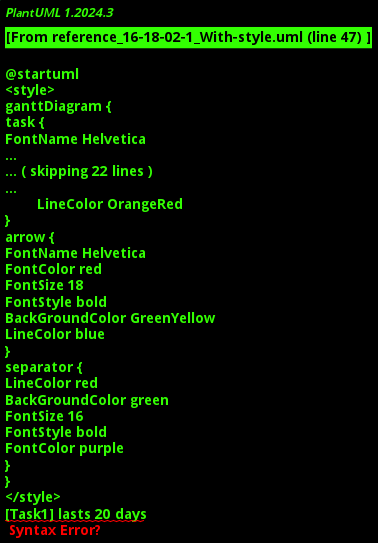 PlantUML 1.2024.3
[From reference_16-18-02-1_With-style.uml (line 47) ]
@startuml
<style>
ganttDiagram {
task {
FontName Helvetica
...
... ( skipping 22 lines )
...
LineColor OrangeRed
}
arrow {
FontName Helvetica
FontColor red
FontSize 18
FontStyle bold
BackGroundColor GreenYellow
LineColor blue
}
separator {
LineColor red
BackGroundColor green
FontSize 16
FontStyle bold
FontColor purple
}
}
</style>
[Task1] lasts 20 days
Syntax Error?